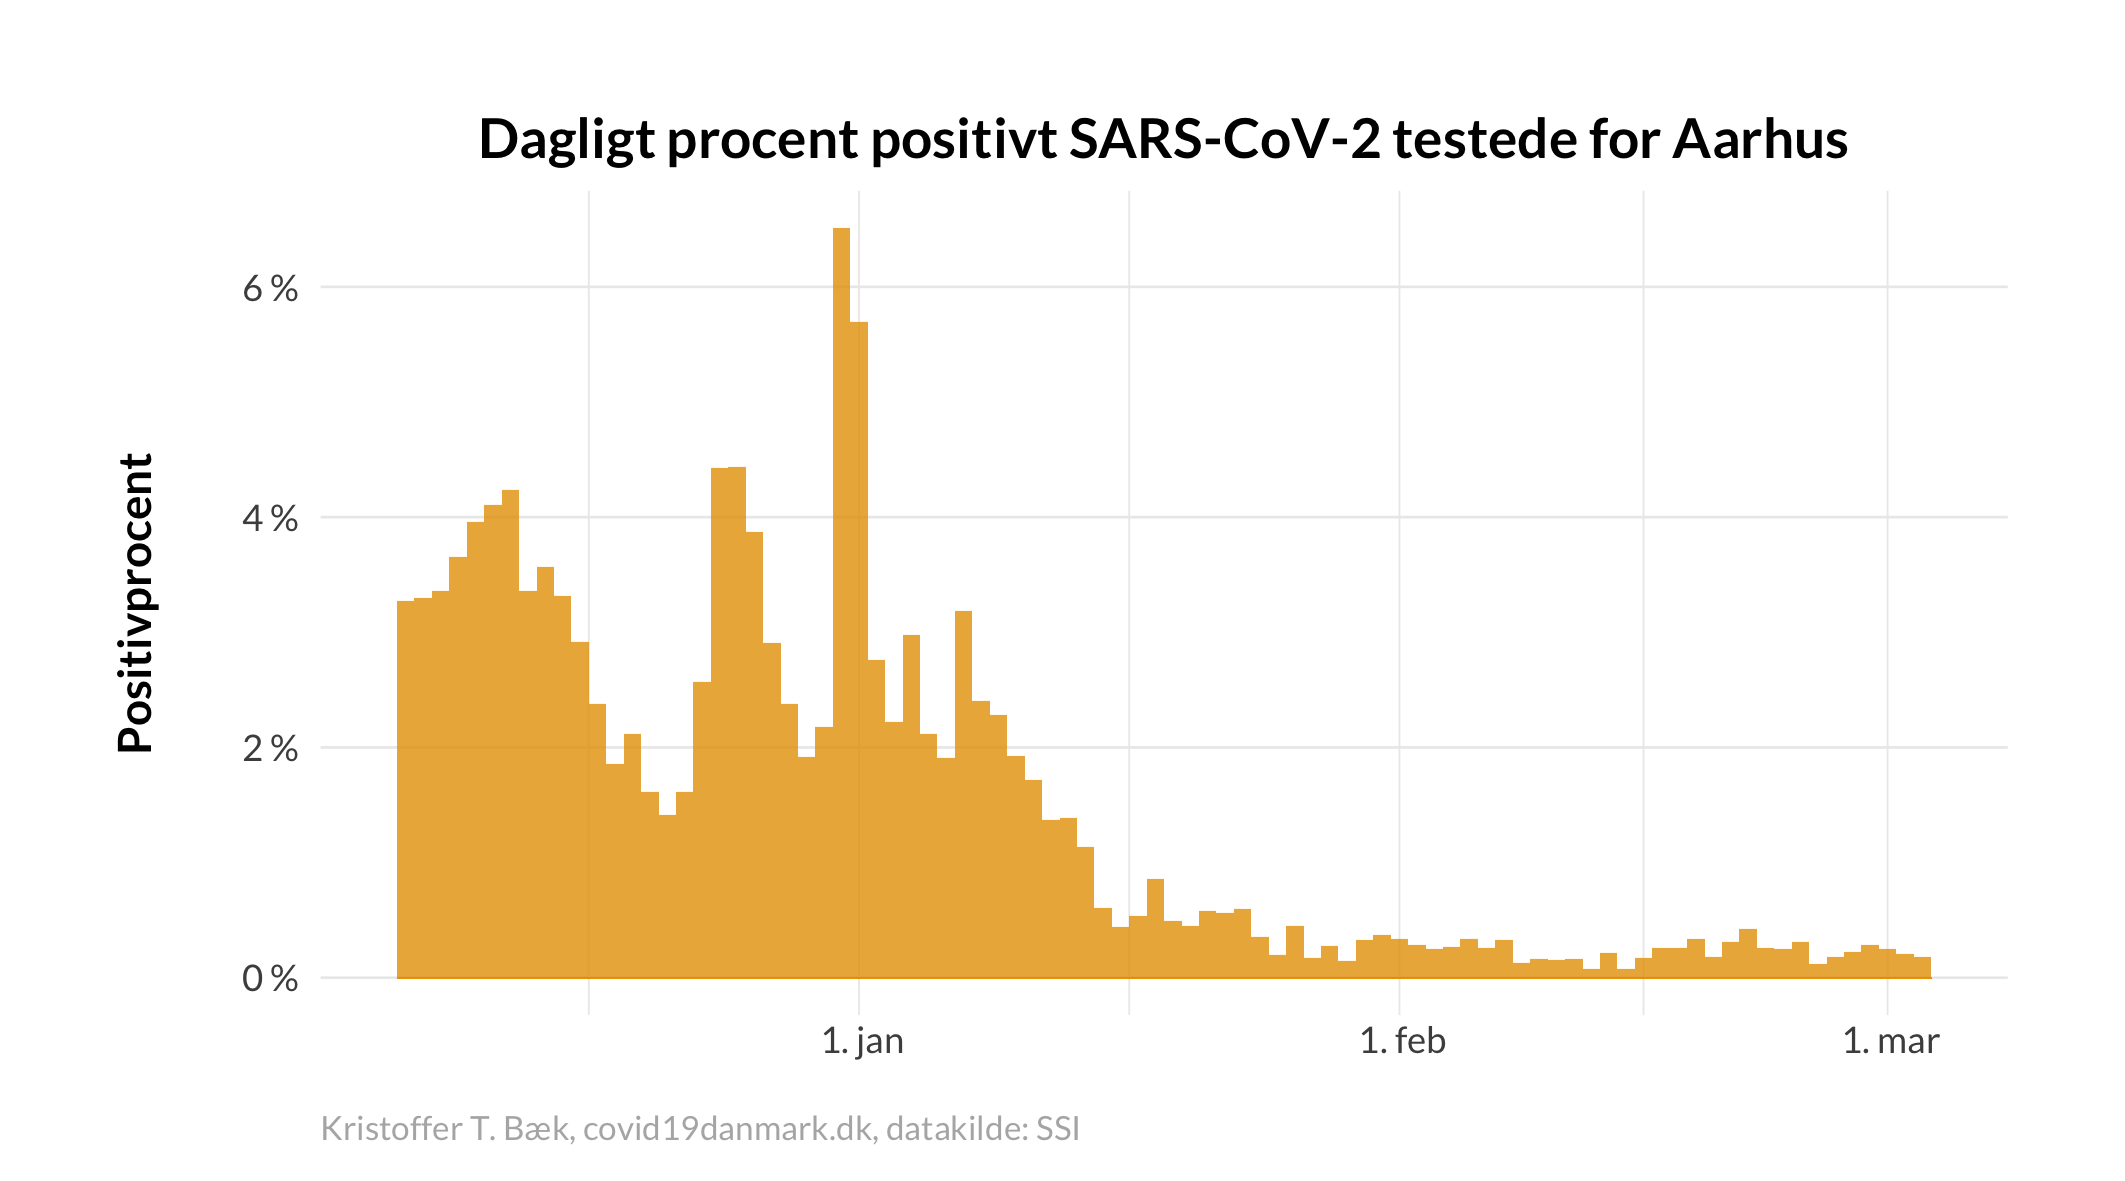 Dagligt procent positivt SARS-CoV-2 testede for Aarhus
Positivprocent
6 %
4 %
2 %
0 %
1. jan
1. feb
1. mar
Kristoffer T. Bæk, covid19danmark.dk, datakilde: SSI